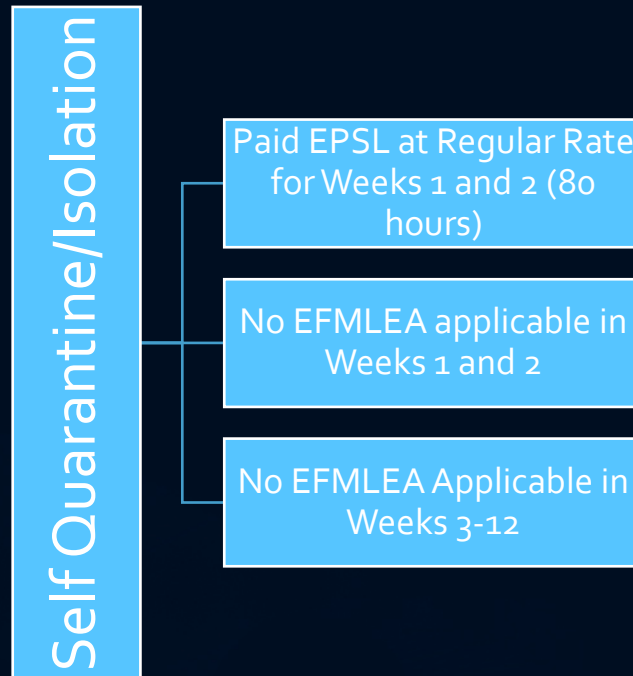 Self Quarantine/Isolation
Paid EPSL at Regular Rate
for Weeks 1 and 2 (80
hours)
No EFMLEA applicable in
Weeks 1 and 2
No EFMLEA Applicable in
Weeks 3-12